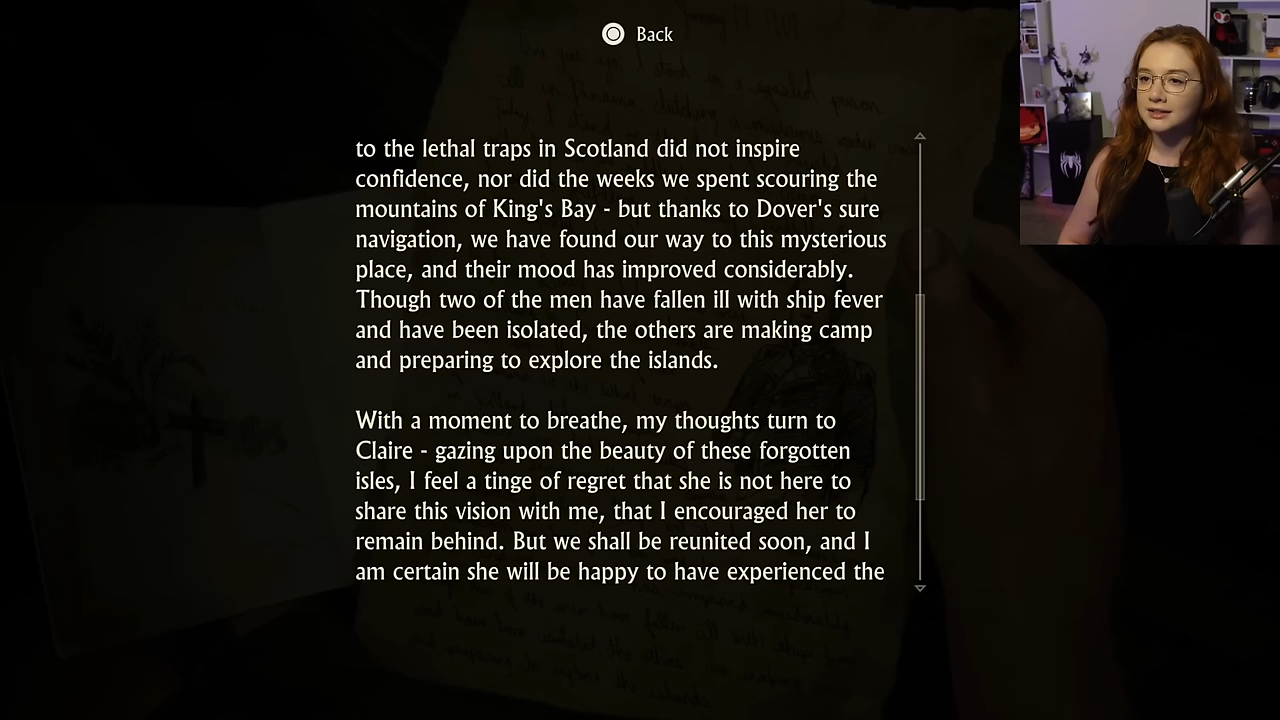 Back
to the lethal traps in Scotland did not inspire
confidence, nor did the weeks we spent scouring the
mountains of King's Bay - but thanks to Dover's sure
navigation, we have found our way to this mysterious
place, and their mood has improved considerably.
Though two of the men have fallen ill with ship fever
and have been isolated, the others are making camp
and preparing to explore the islands.
With a moment to breathe, my thoughts turn to
Claire - gazing upon the beauty of these forgotten
isles, I feel a tinge of regret that she is not here to
share this vision with me, that I encouraged her to
remain behind. But we shall be reunited soon, and I
am certain she will be happy to have experienced the